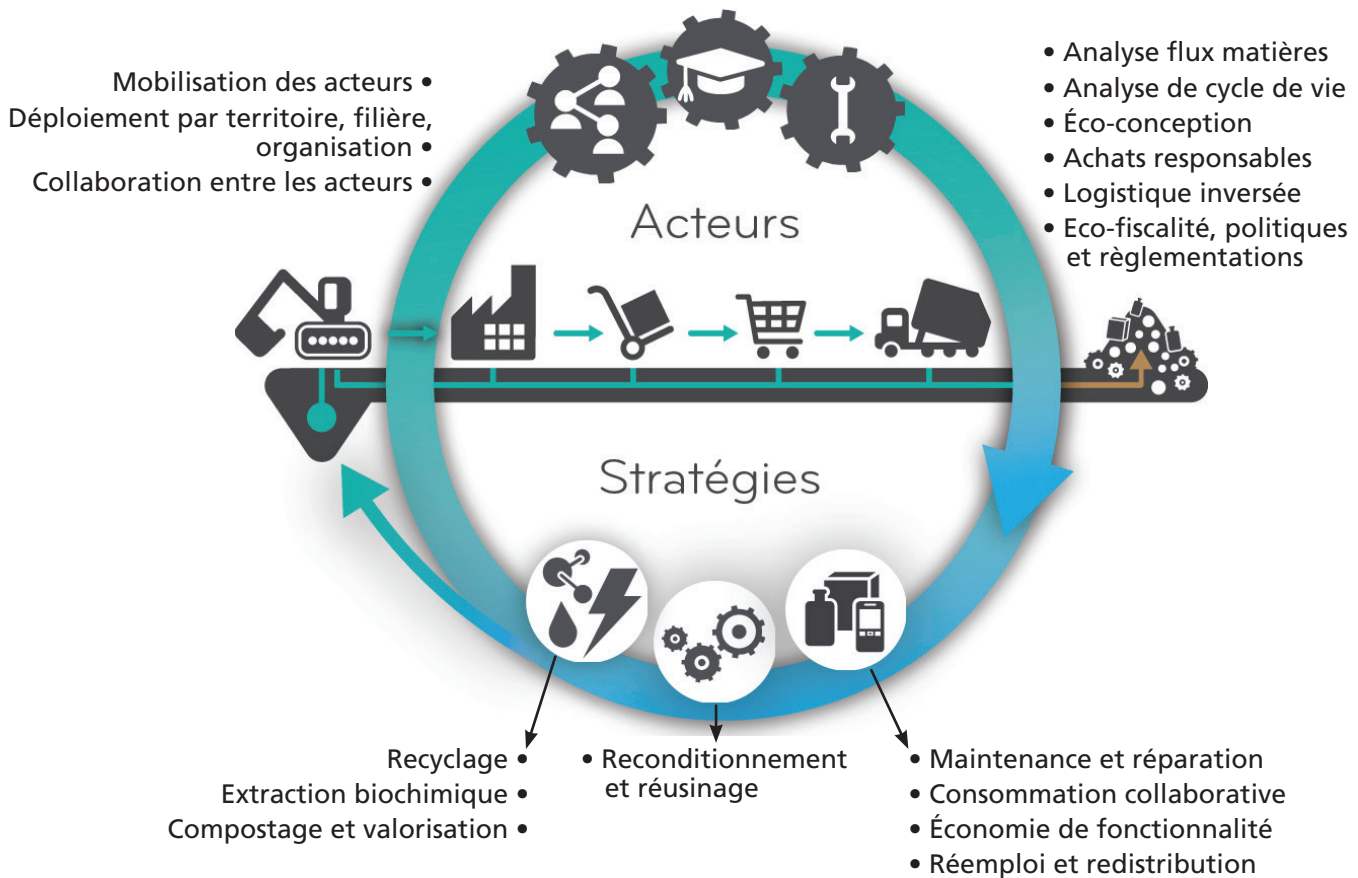 Mobilisation des acteurs •
Déploiement par territoire, filière,
organisation •
Collaboration entre les acteurs •
• Analyse flux matières
• Analyse de cycle de vie
• Éco-conception
• Achats responsables
• Logistique inversée
• Eco-fiscalité, politiques
et règlementations
Acteurs
Stratégies
Recyclage •
Extraction biochimique •
Compostage et valorisation •
• Reconditionnement
et réusinage
• Maintenance et réparation
• Consommation collaborative
• Économie de fonctionnalité
• Réemploi et redistribution